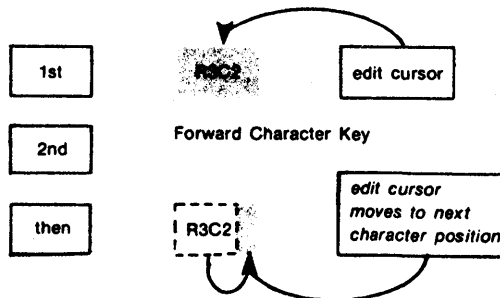 1st
R3C2
edit cursor
2nd
Forward Character Key
then
R3C2
edit cursor
moves to next
character position